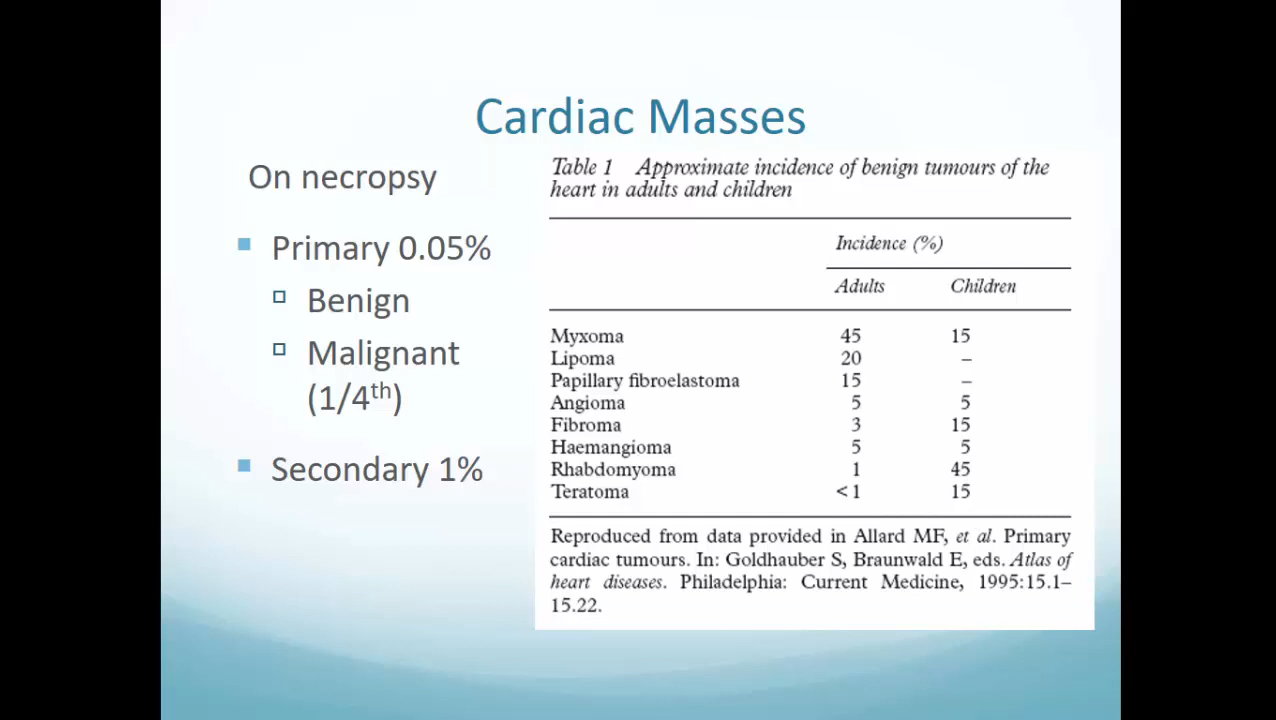 Cardiac Masses
On necropsy
Primary 0.05%
Benign
Malignant
(1/4th)
Secondary 1%
Table 1 Approximate incidence of benign tumours of the
heart in adults and children
Incidence (%)
Adults Children
Myxoma 45 15
Lipoma 20 –
Papillary fibroelastoma 15 –
Angioma 5 5
Fibroma 3 15
Haemangioma 5 5
Rhabdomyoma 1 45
Teratoma <1 15
Reproduced from data provided in Allard MF, et al. Primary
cardiac tumours. In: Goldhauber S, Braunwald E, eds. Atlas of
heart diseases. Philadelphia: Current Medicine, 1995:15.1–
15.22.